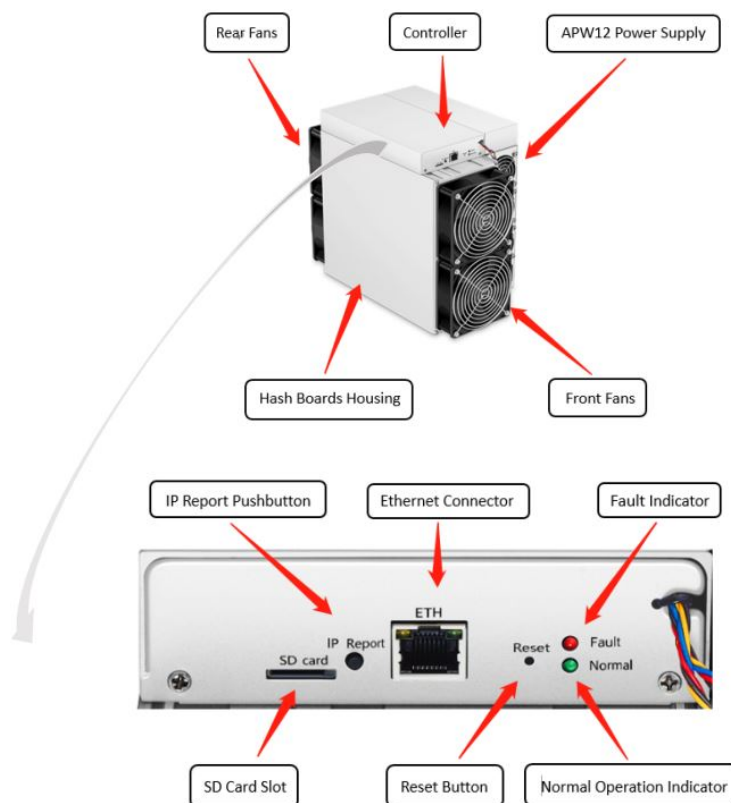 Rear Fans
Controller
APW12 Power Supply
Hash Boards Housing
Front Fans
IP Report Pushbutton
Ethernet Connector
Fault Indicator
ETH
IP Report
SD card
Reset
Fault
Normal
SD Card Slot
Reset Button
Normal Operation Indicator